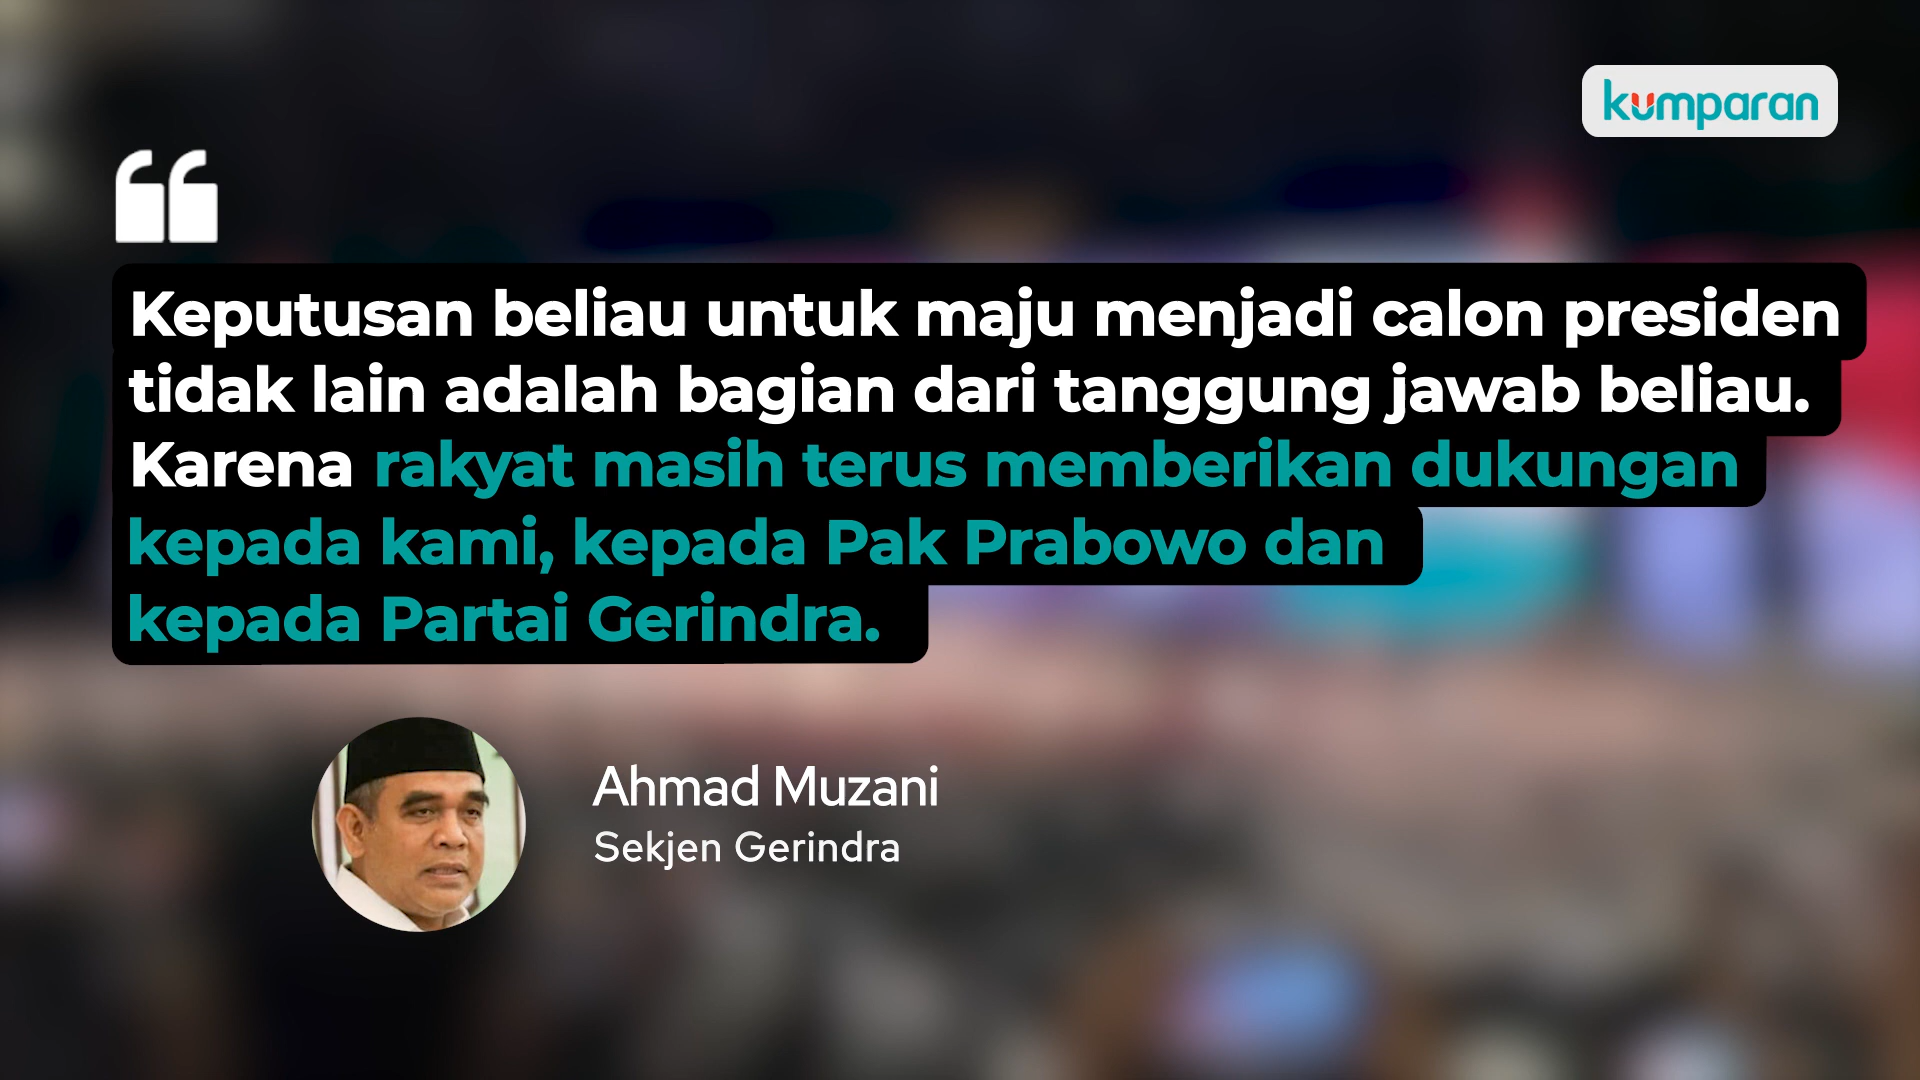 kumparan
“
Keputusan beliau untuk maju menjadi calon presiden
tidak lain adalah bagian dari tanggung jawab beliau.
Karena rakyat masih terus memberikan dukungan
kepada kami, kepada Pak Prabowo dan
kepada Partai Gerindra.
Ahmad Muzani
Sekjen Gerindra